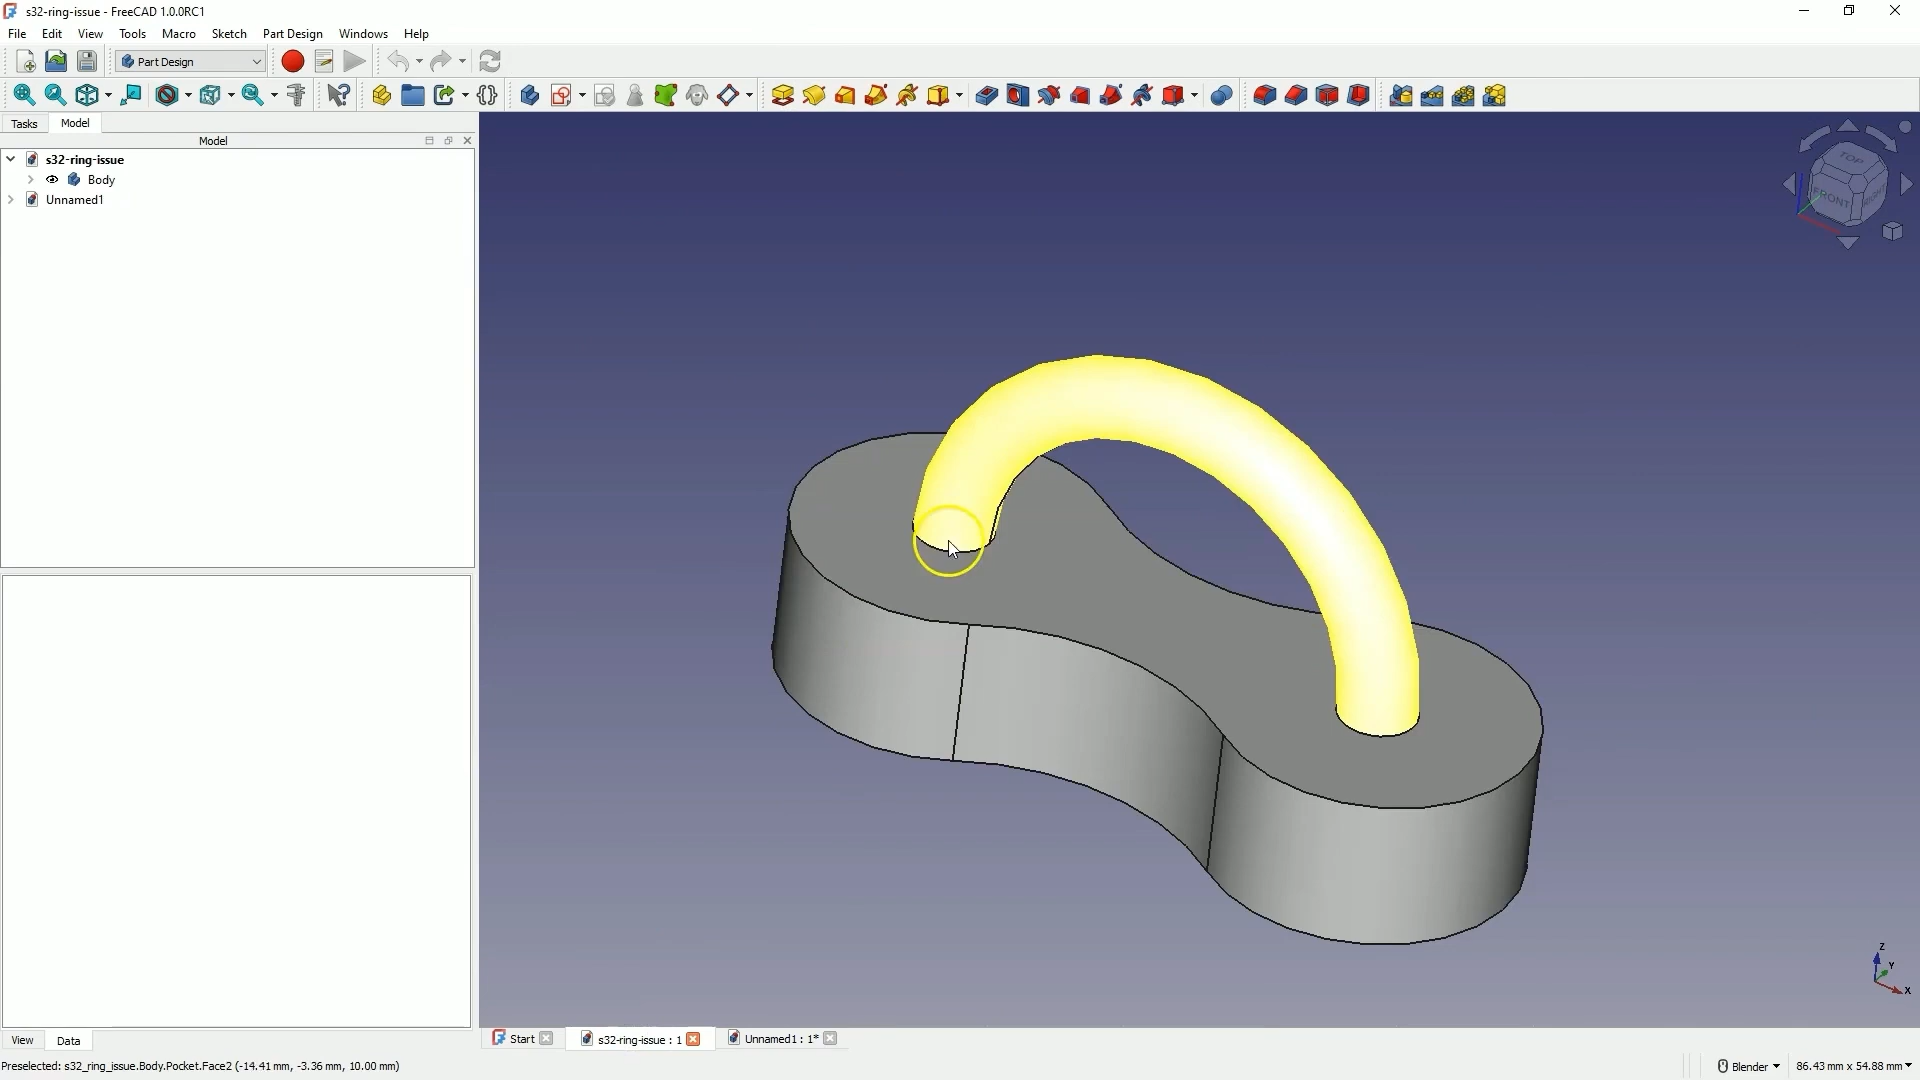 s32-ring-issue - FreeCAD 1.0.0RC1
File Edit View Tools Macro Sketch Part Design Windows Help
Part Design
Tasks Model
Model
s32-ring-issue
Body
Unnamed1
TOP
FRONT
RIGHT
Z
Y
X
View Data
Start s32-ring-issue : 1 Unnamed1 : 1*
Preselected: s32_ring_issue.Body.Pocket.Face2 (-14.41 mm, -3.36 mm, 10.00 mm)
Blender 86.43 mm x 54.88 mm